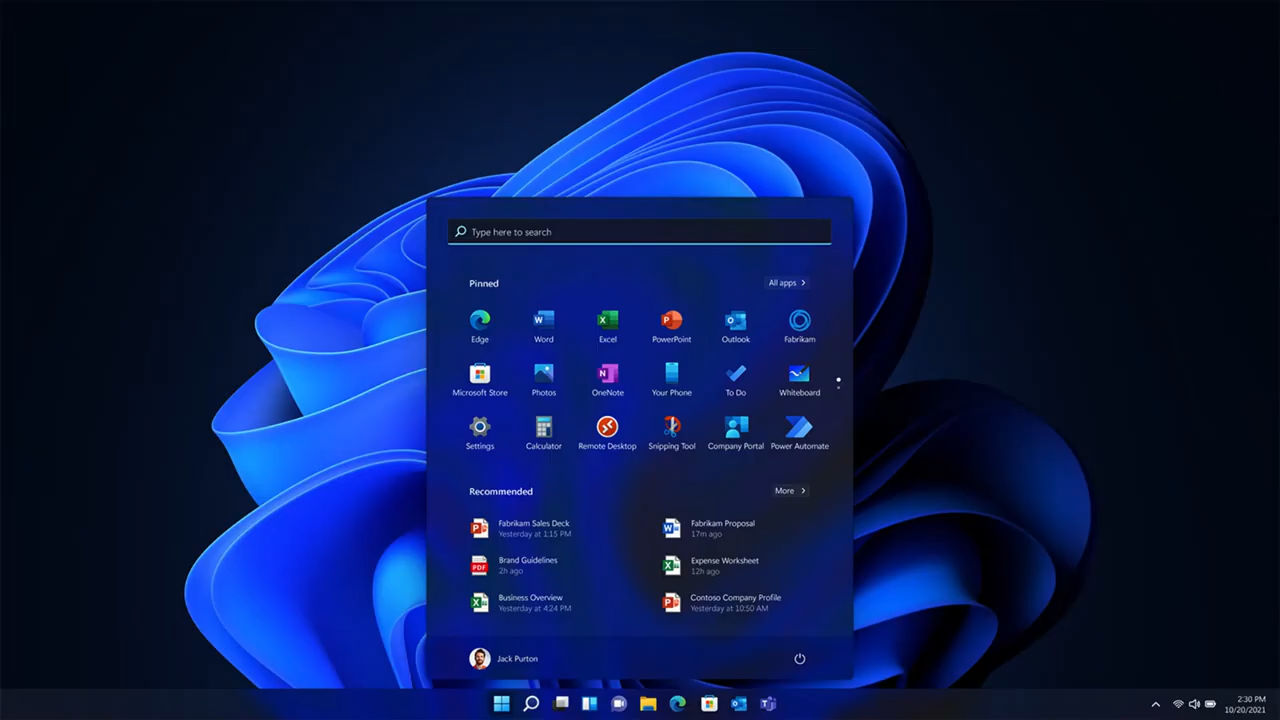 Type here to search
Pinned
All apps
Edge
Word
Excel
PowerPoint
Outlook
Fabrikam
Microsoft Store
Photos
OneNote
Your Phone
To Do
Whiteboard
Settings
Calculator
Remote Desktop
Snipping Tool
Company Portal
Power Automate
Recommended
More
Fabrikam Sales Deck
Yesterday at 1:15 PM
Fabrikam Proposal
17m ago
PDF
Brand Guidelines
2h ago
Expense Worksheet
12h ago
Business Overview
Yesterday at 4:24 PM
Contoso Company Profile
Yesterday at 10:50 AM
Jack Purton
2:30 PM
10/20/2021